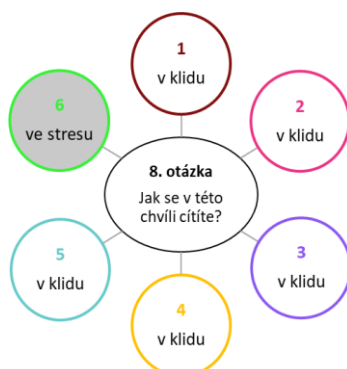 1
v klidu
2
v klidu
3
v klidu
4
v klidu
5
v klidu
6
ve stresu
8. otázka
Jak se v této
chvíli cítíte?